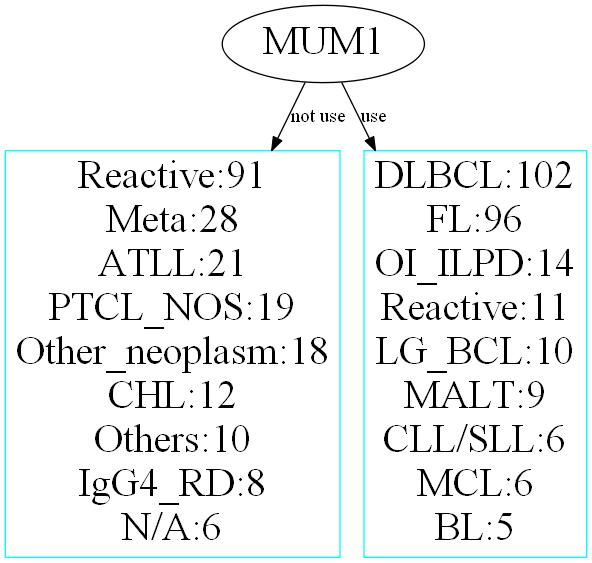 MUM1
not use
use
Reactive:91
Meta:28
ATLL:21
PTCL_NOS:19
Other_neoplasm:18
CHL:12
Others:10
IgG4_RD:8
N/A:6
DLBCL:102
FL:96
OI_ILPD:14
Reactive:11
LG_BCL:10
MALT:9
CLL/SLL:6
MCL:6
BL:5